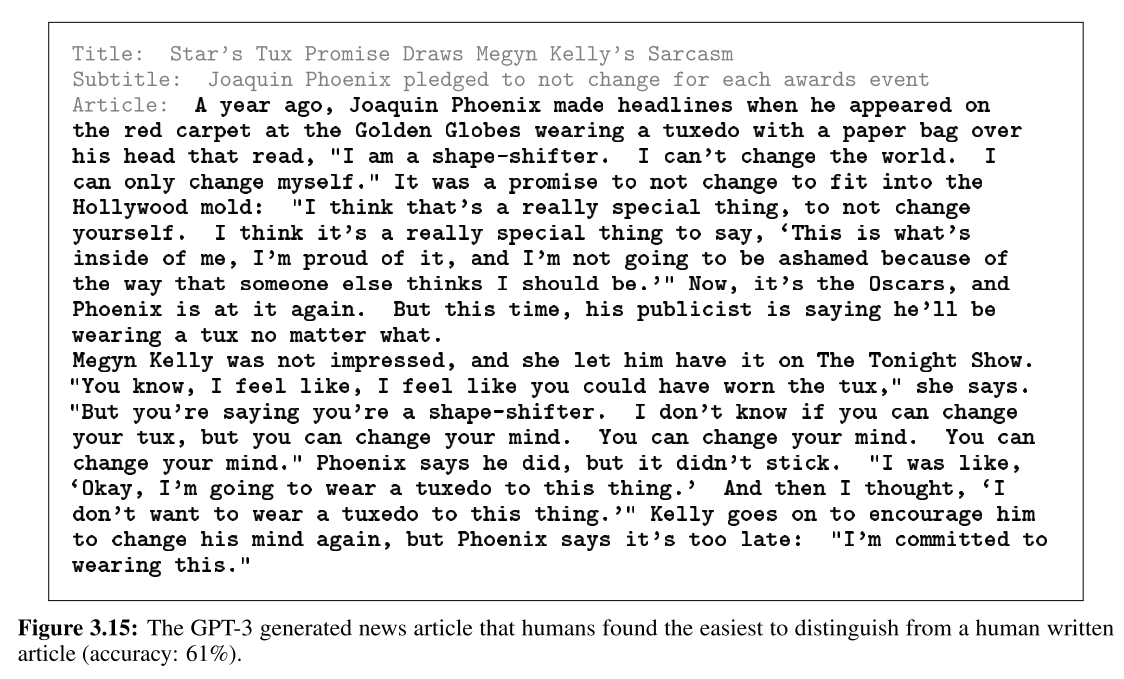 Title: Star's Tux Promise Draws Megyn Kelly's Sarcasm
Subtitle: Joaquin Phoenix pledged to not change for each awards event
Article: A year ago, Joaquin Phoenix made headlines when he appeared on
the red carpet at the Golden Globes wearing a tuxedo with a paper bag over
his head that read, "I am a shape-shifter. I can't change the world. I
can only change myself." It was a promise to not change to fit into the
Hollywood mold: "I think that's a really special thing, to not change
yourself. I think it's a really special thing to say, ‘This is what's
inside of me, I'm proud of it, and I'm not going to be ashamed because of
the way that someone else thinks I should be.'" Now, it's the Oscars, and
Phoenix is at it again. But this time, his publicist is saying he'll be
wearing a tux no matter what.
Megyn Kelly was not impressed, and she let him have it on The Tonight Show.
"You know, I feel like, I feel like you could have worn the tux," she says.
"But you're saying you're a shape-shifter. I don't know if you can change
your tux, but you can change your mind. You can change your mind. You can
change your mind." Phoenix says he did, but it didn't stick. "I was like,
‘Okay, I'm going to wear a tuxedo to this thing.' And then I thought, ‘I
don't want to wear a tuxedo to this thing.'" Kelly goes on to encourage him
to change his mind again, but Phoenix says it's too late: "I'm committed to
wearing this."
Figure 3.15: The GPT-3 generated news article that humans found the easiest to distinguish from a human written
article (accuracy: 61%).